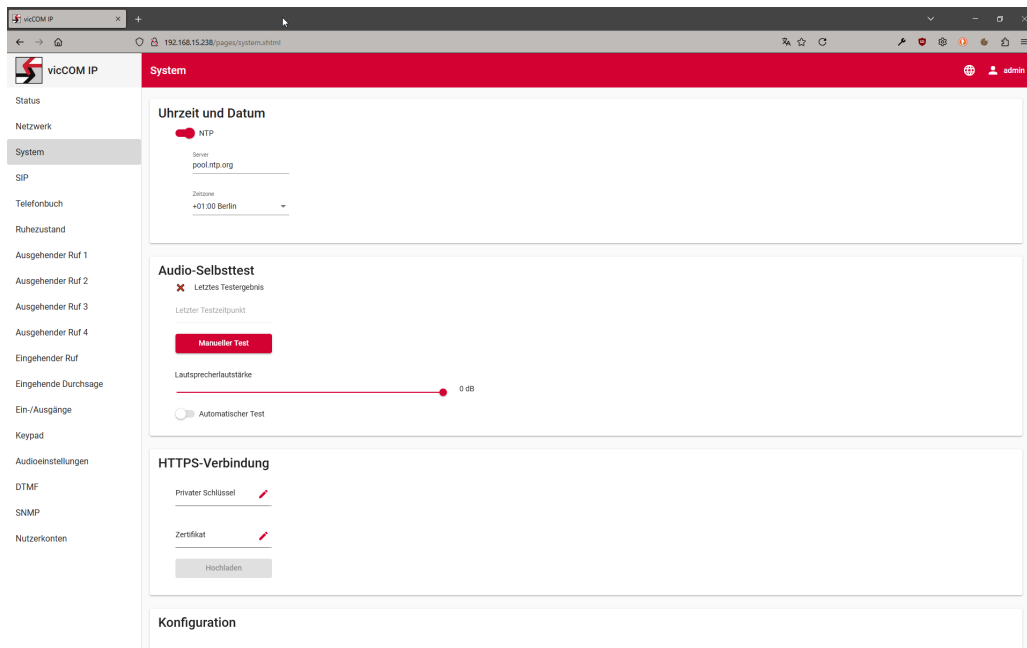 vicCOM IP
192.168.15.238/pages/system.xhtml
vicCOM IP
System
admin
Status
Netzwerk
System
SIP
Telefonbuch
Ruhezustand
Ausgehender Ruf 1
Ausgehender Ruf 2
Ausgehender Ruf 3
Ausgehender Ruf 4
Eingehender Ruf
Eingehende Durchsage
Ein-/Ausgänge
Keypad
Audioeinstellungen
DTMF
SNMP
Nutzerkonten
Uhrzeit und Datum
NTP
Server
pool.ntp.org
Zeitzone
+01:00 Berlin
Audio-Selbsttest
Letztes Testergebnis
Letzter Testzeitpunkt
Manueller Test
Lautsprecherlautstärke
0 dB
Automatischer Test
HTTPS-Verbindung
Privater Schlüssel
Zertifikat
Hochladen
Konfiguration